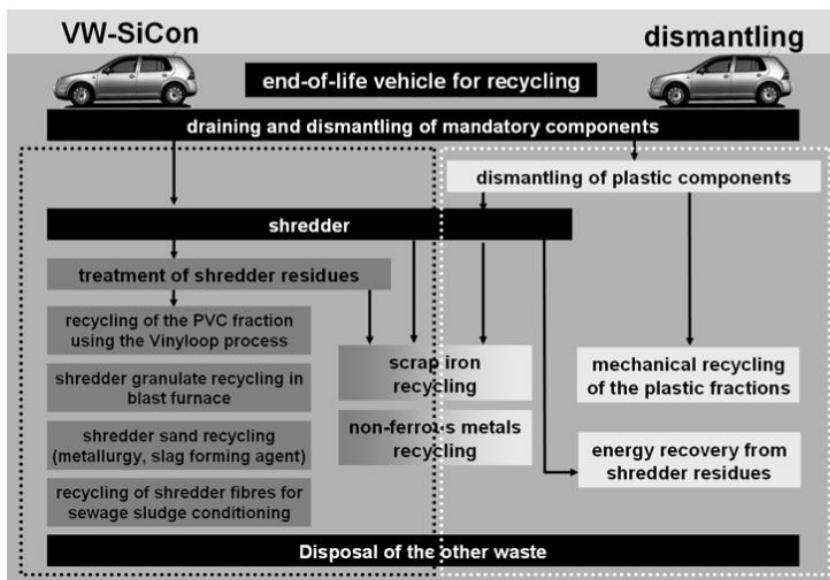 VW-SiCon
dismantling
end-of-life vehicle for recycling
draining and dismantling of mandatory components
dismantling of plastic components
shredder
treatment of shredder residues
recycling of the PVC fraction
using the Vinyloop process
shredder granulate recycling in
blast furnace
shredder sand recycling
(metallurgy, slag forming agent)
recycling of shredder fibres for
sewage sludge conditioning
scrap iron
recycling
non-ferrous metals
recycling
mechanical recycling
of the plastic fractions
energy recovery from
shredder residues
Disposal of the other waste